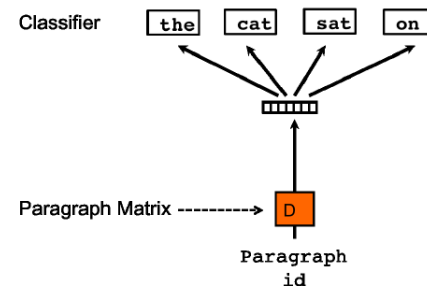 Classifier the cat sat on
Paragraph Matrix D
Paragraph
id